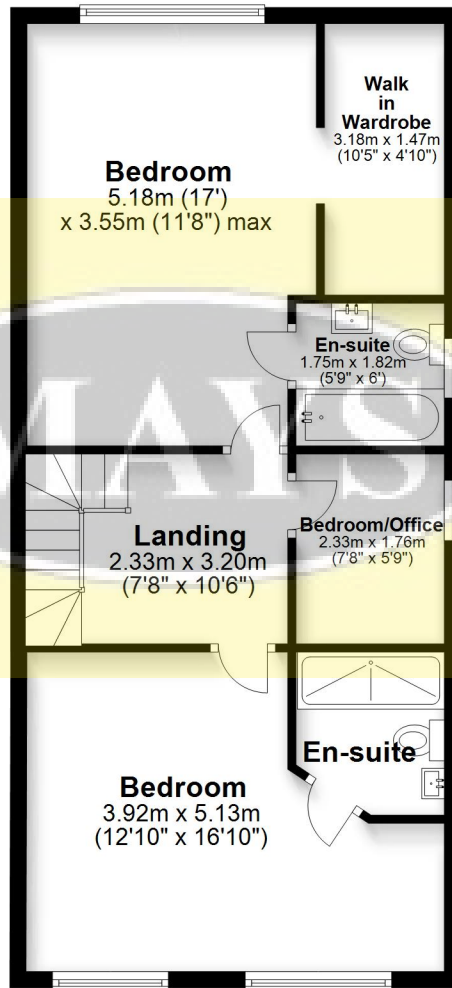 Walk
in
Wardrobe
3.18m x 1.47m
(10'5" x 4'10")
Bedroom
5.18m (17')
x 3.55m (11'8") max
En-suite
1.75m x 1.82m
(5'9" x 6')
MAYS
Landing
2.33m x 3.20m
(7'8" x 10'6")
Bedroom/Office
2.33m x 1.76m
(7'8" x 5'9")
En-suite
Bedroom
3.92m x 5.13m
(12'10" x 16'10")